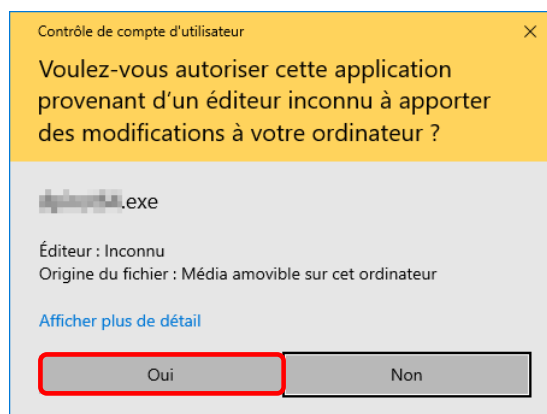 Contrôle de compte d'utilisateur
Voulez-vous autoriser cette application
provenant d'un éditeur inconnu à apporter
des modifications à votre ordinateur ?
.exe
Éditeur : Inconnu
Origine du fichier : Média amovible sur cet ordinateur
Afficher plus de détail
Oui
Non